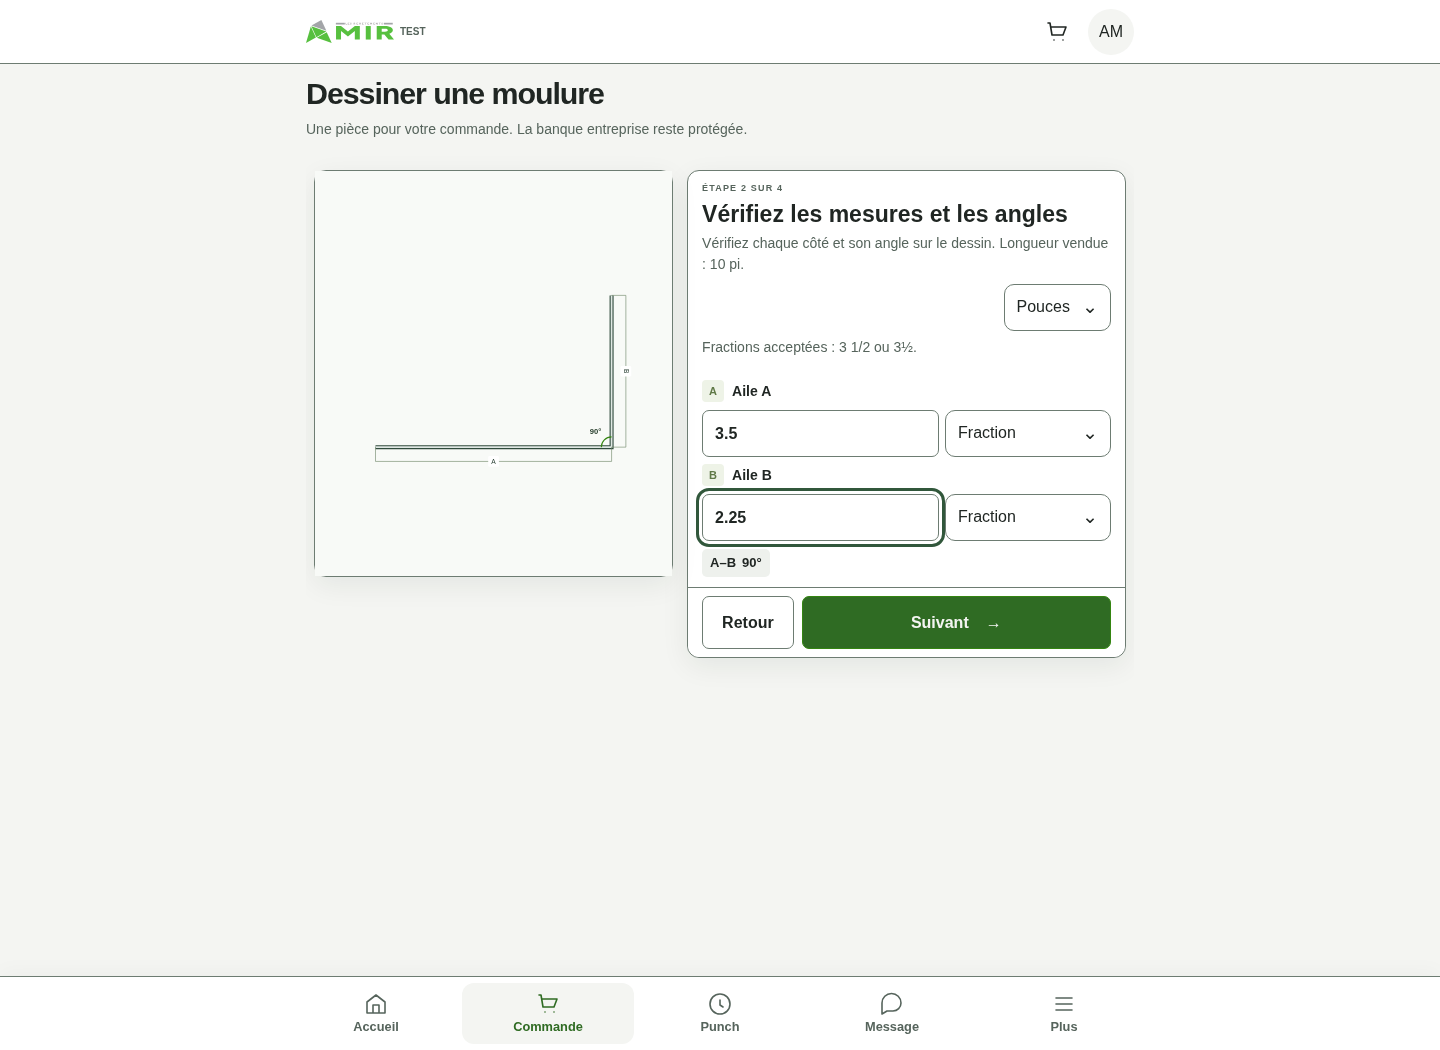 AMIR TEST
AM
Dessiner une moulure
Une pièce pour votre commande. La banque entreprise reste protégée.
B
90°
A
ÉTAPE 2 SUR 4
Vérifiez les mesures et les angles
Vérifiez chaque côté et son angle sur le dessin. Longueur vendue
: 10 pi.
Pouces
Fractions acceptées : 3 1/2 ou 3½.
A Aile A
3.5 Fraction
B Aile B
2.25 Fraction
A–B 90°
Retour Suivant →
Accueil Commande Punch Message Plus